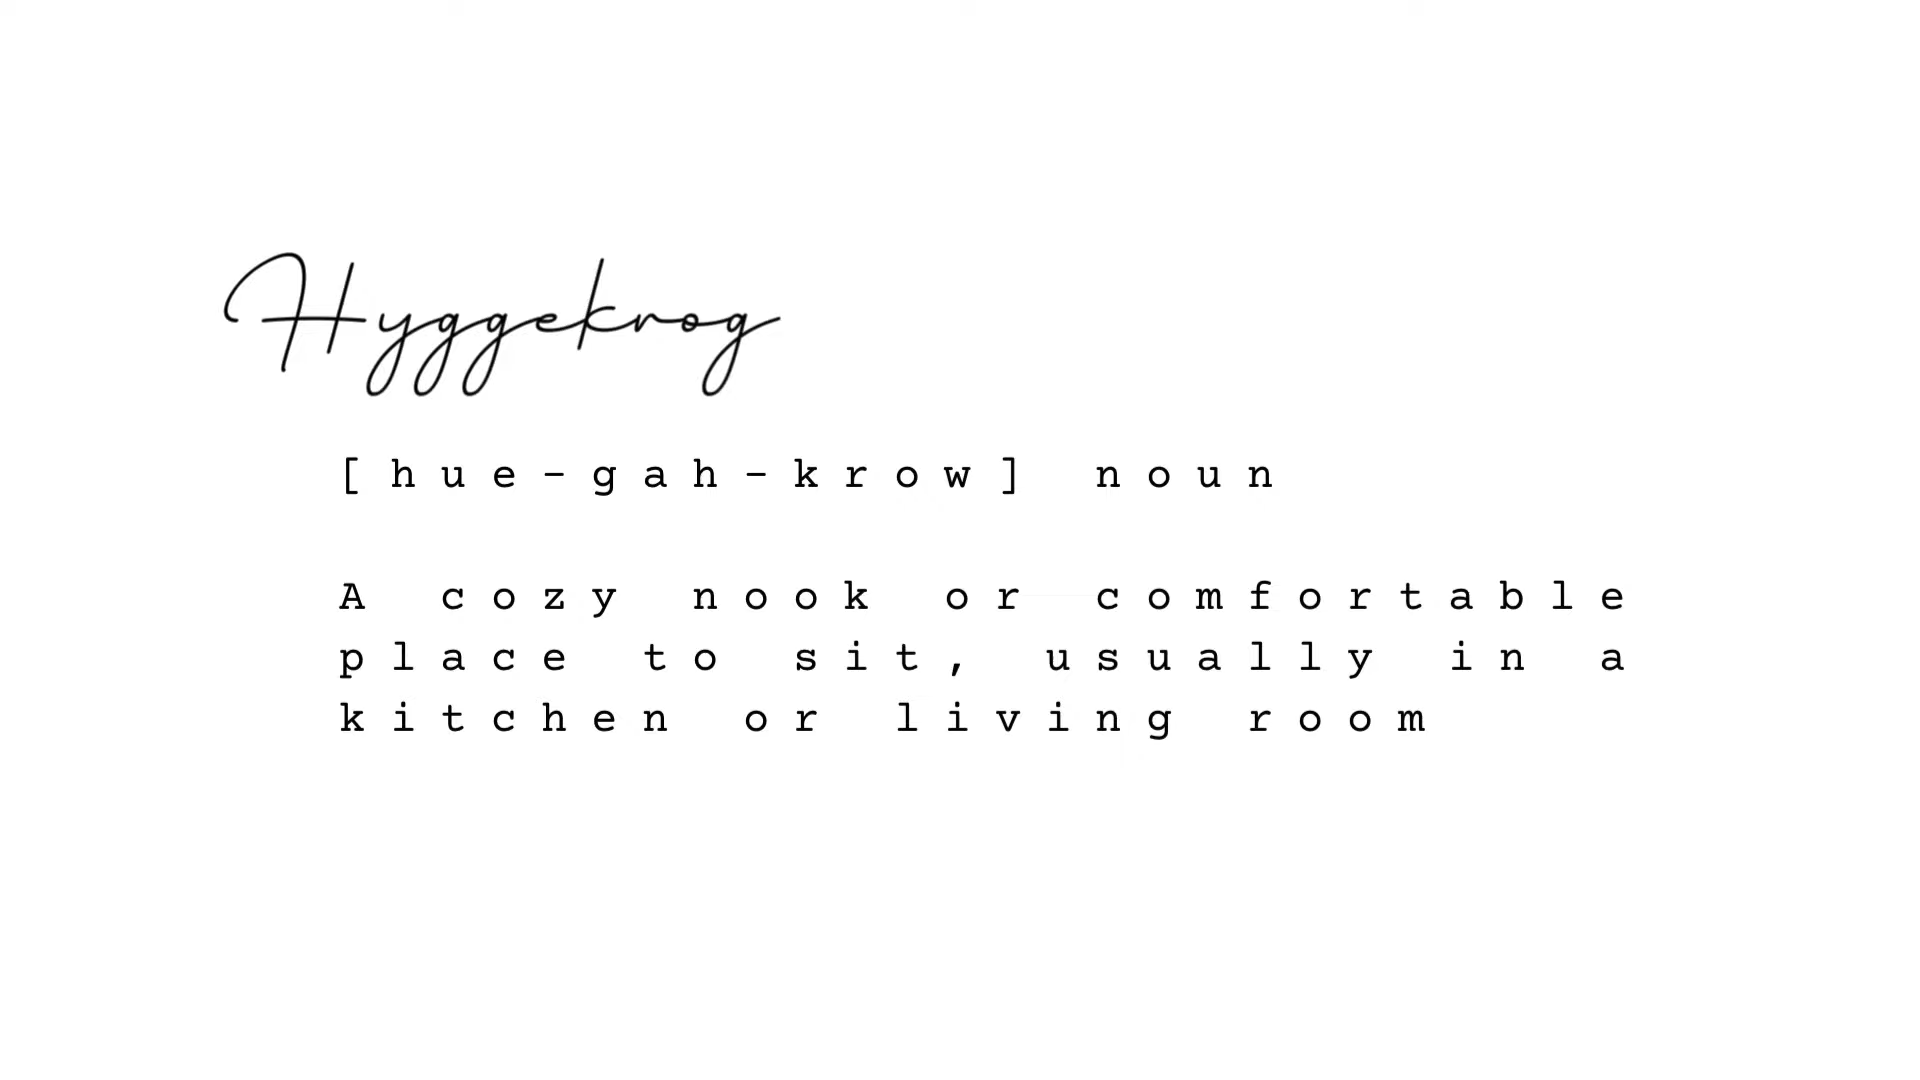 Hyggekrog
[hue-gah-krow] noun
A cozy nook or comfortable
place to sit, usually in a
kitchen or living room